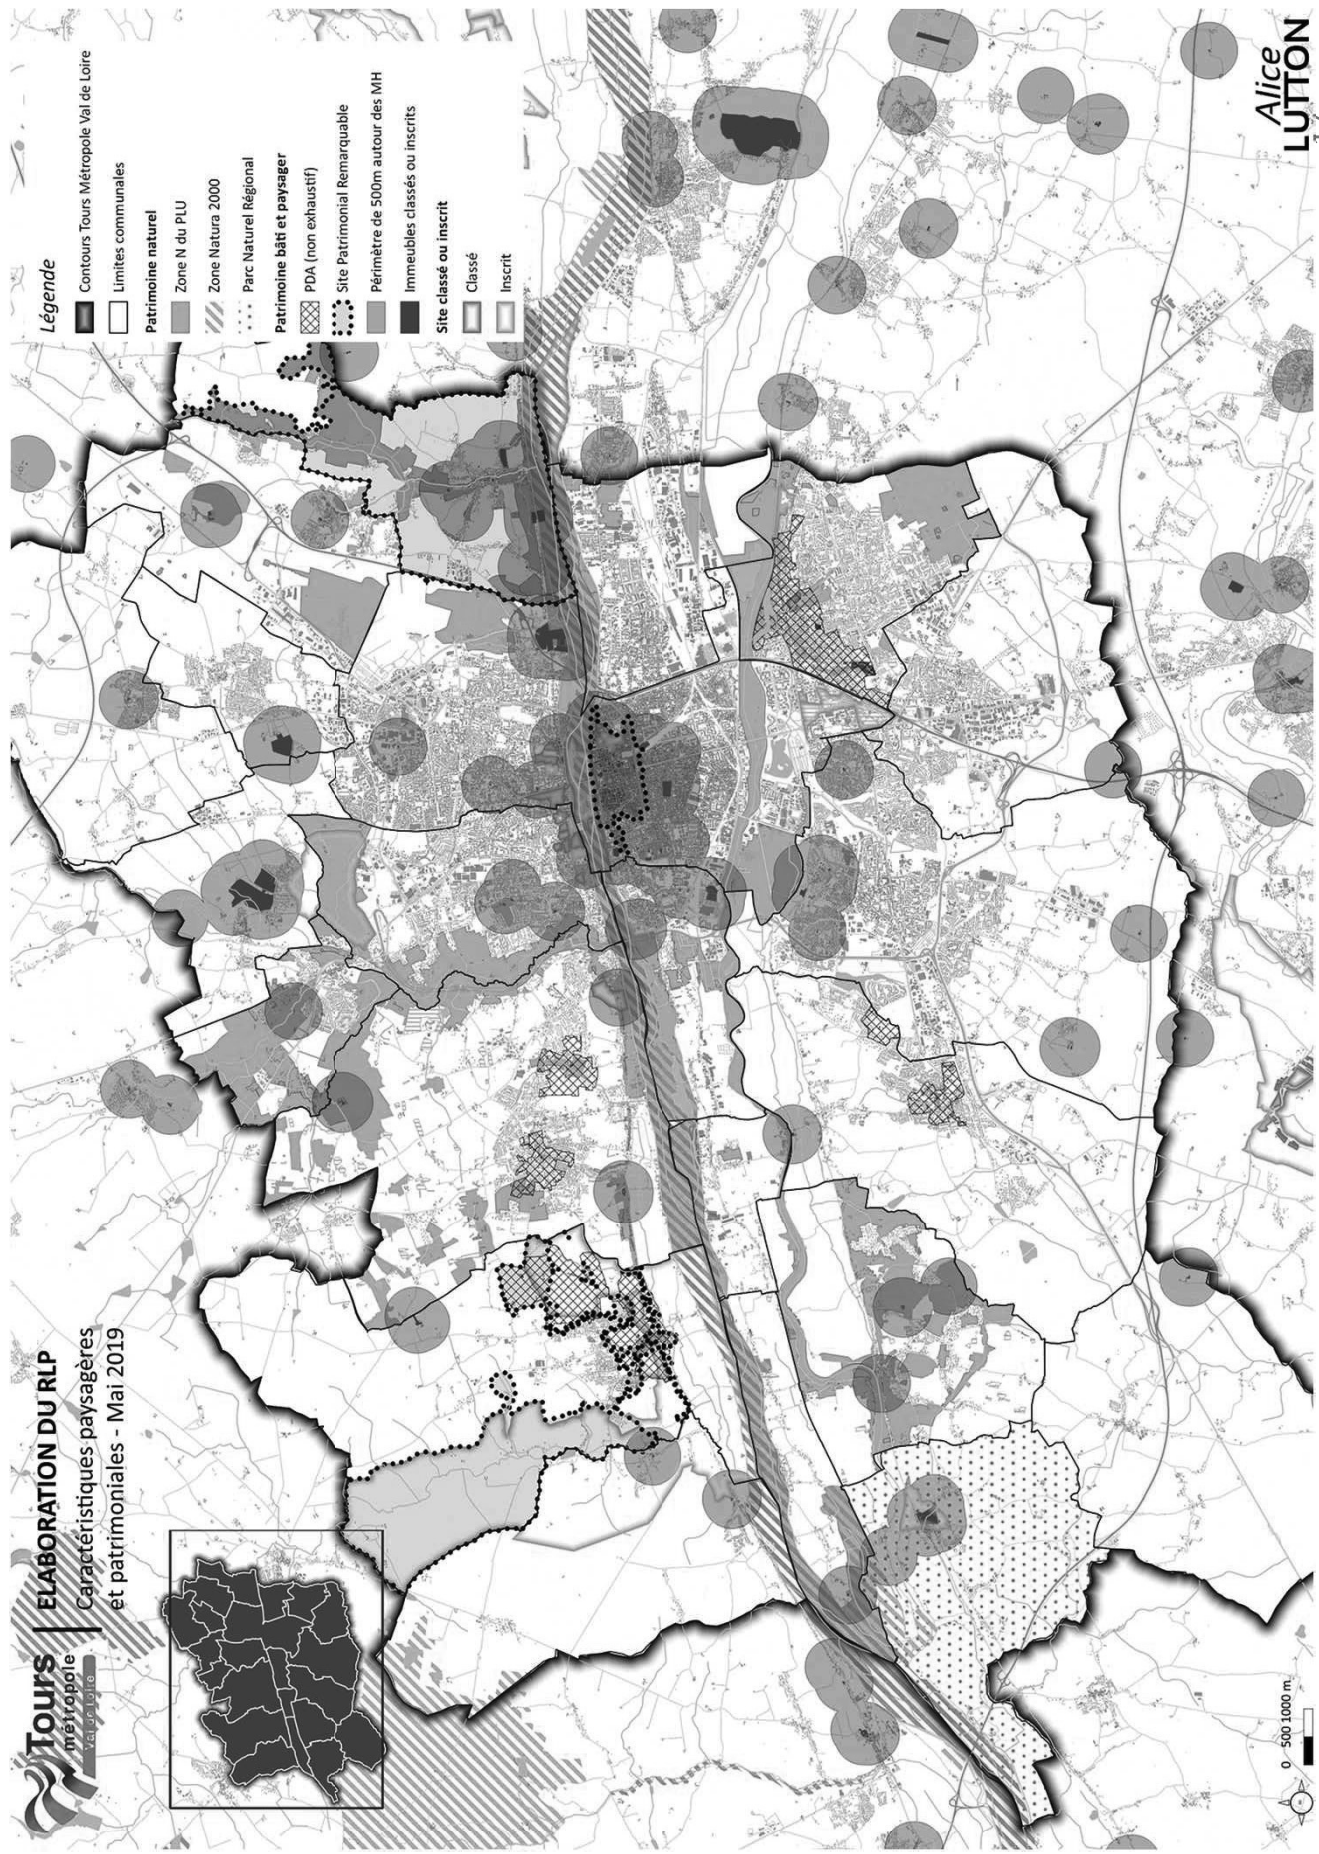 Tours
métropole
Val de Loire
ELABORATION DU RLP
Caractéristiques paysagères
et patrimoniales - Mai 2019
Légende
Contours Tours Métropole Val de Loire
Limites communales
Patrimoine naturel
Zone N du PLU
Zone Natura 2000
Parc Naturel Régional
Patrimoine bâti et paysager
PDA (non exhaustif)
Site Patrimonial Remarquable
Périmètre de 500m autour des MH
Immeubles classés ou inscrits
Site classé ou inscrit
Classé
Inscrit
0 500 1000 m
Alice
LUTTON